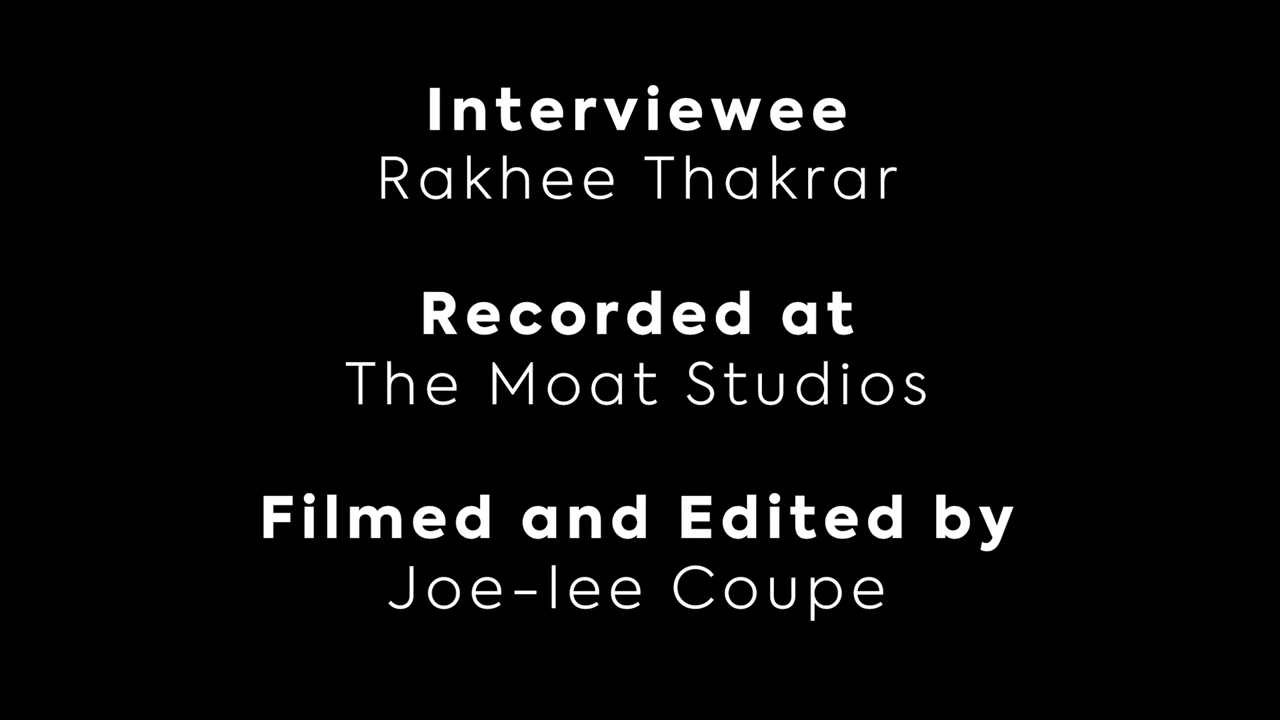 Interviewee
Rakhee Thakrar
Recorded at
The Moat Studios
Filmed and Edited by
Joe-lee Coupe